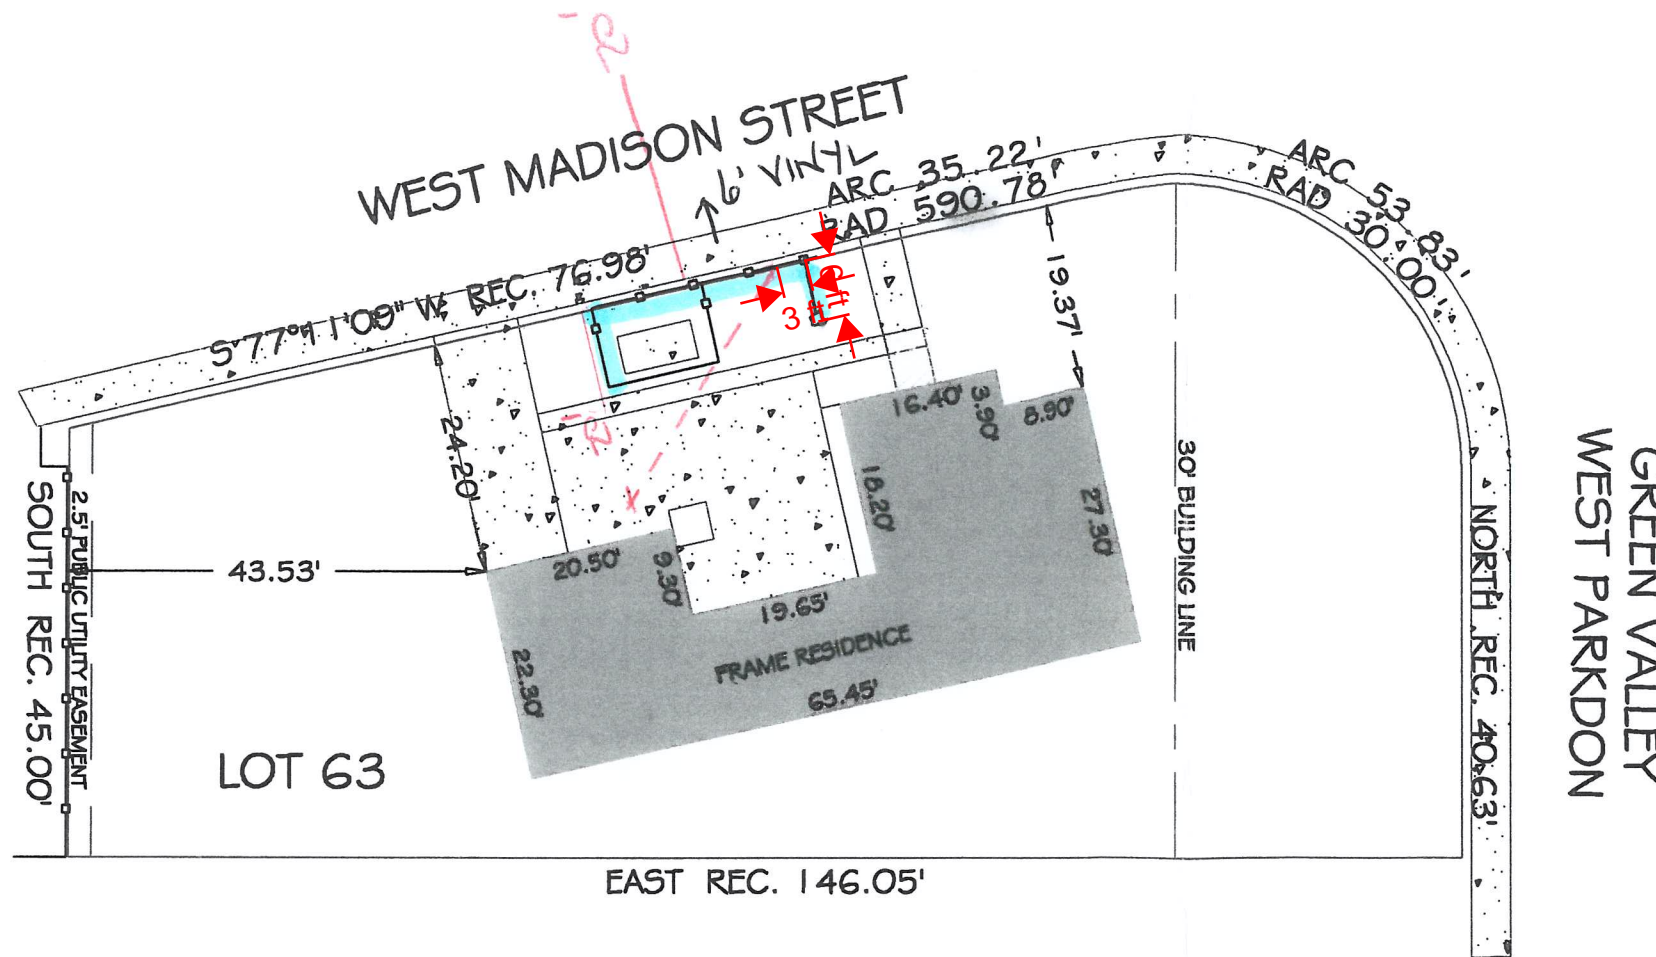 WEST MADISON STREET
6' VINYL
ARC 35.22'
RAD 590.78'
ARC 53.83'
RAD 30.00'
S 77°11'09" W REC. 76.98'
6 ft
3 ft
19.37'
24.20'
16.40'
3.90'
8.90'
18.20'
27.30'
30' BUILDING LINE
GREEN VALLEY
WEST PARKDON
NORTH REC. 40.63'
SOUTH REC. 45.00'
2.5' PUBLIC UTILITY EASEMENT
43.53'
20.50'
9.30'
19.65'
22.30'
FRAME RESIDENCE
65.45'
LOT 63
EAST REC. 146.05'